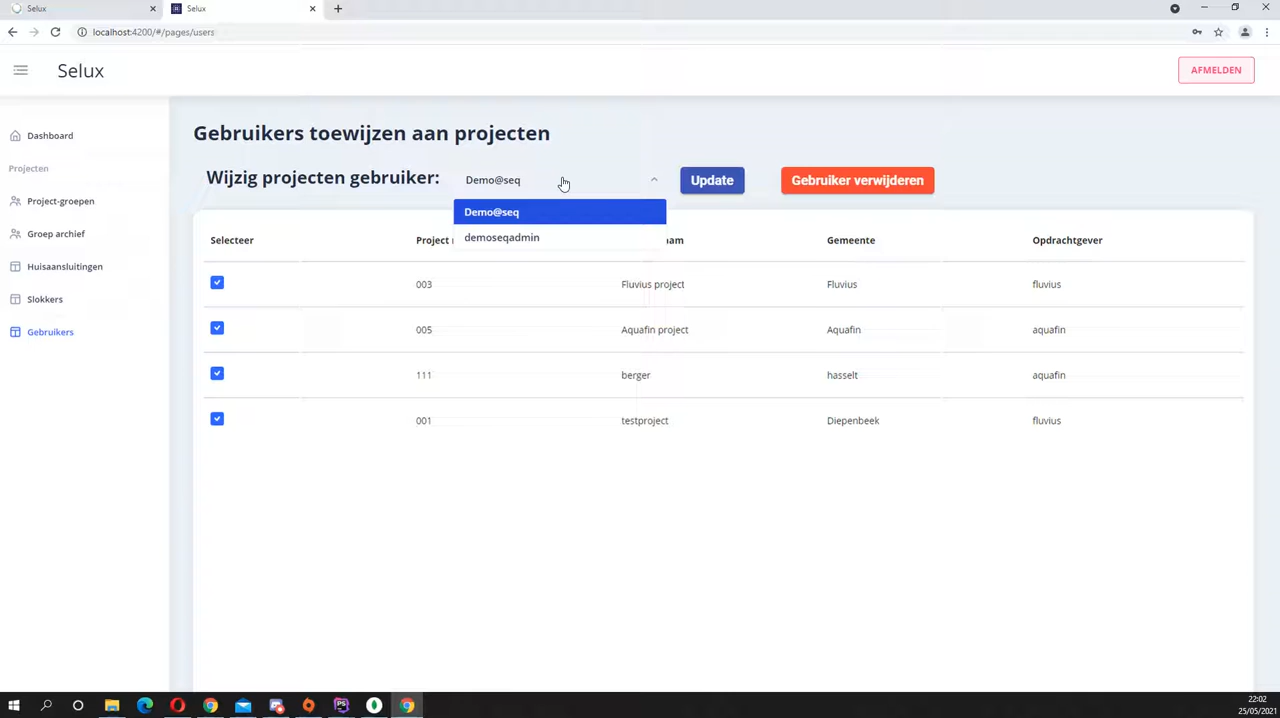 Selux
Selux
localhost:4200/#/pages/users
Selux
AFMELDEN
Dashboard
Projecten
Project-groepen
Groep archief
Huisaansluitingen
Slokkers
Gebruikers
Gebruikers toewijzen aan projecten
Wijzig projecten gebruiker:
Demo@seq
Update
Gebruiker verwijderen
Demo@seq
demoseqadmin
Selecteer
Project
Gemeente
Opdrachtgever
003
Fluvius project
Fluvius
fluvius
005
Aquafin project
Aquafin
aquafin
111
berger
hasselt
aquafin
001
testproject
Diepenbeek
fluvius
PS
22:02
25/05/2021